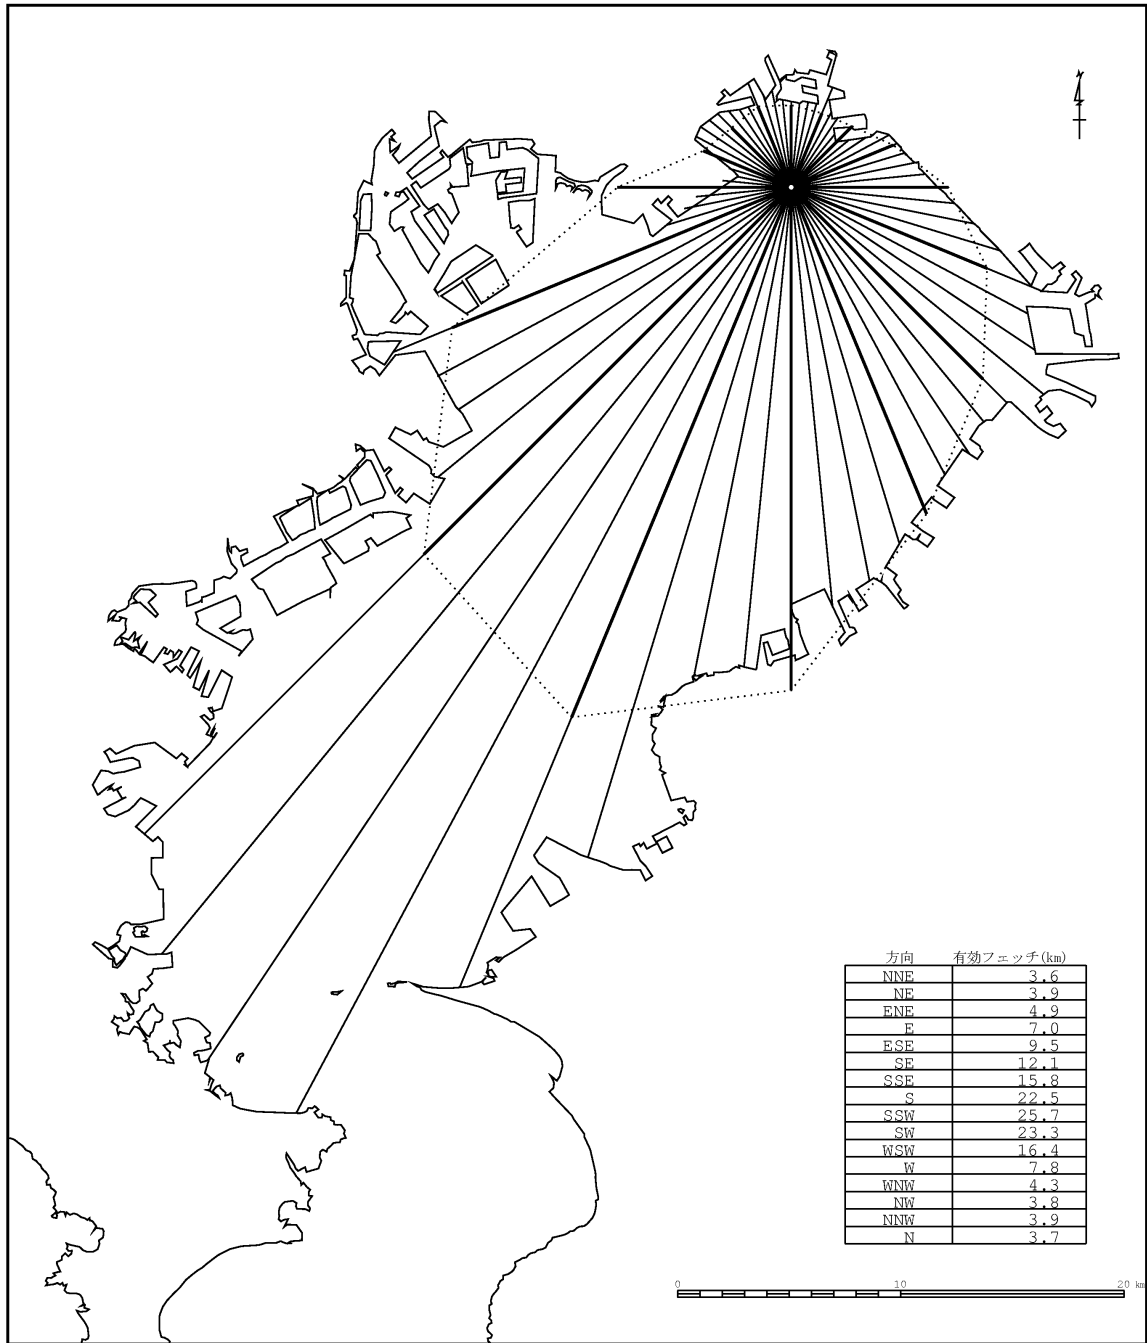 方向 有効フェッチ(km)
NNE 3.6
NE 3.9
ENE 4.9
E 7.0
ESE 9.5
SE 12.1
SSE 15.8
S 22.5
SSW 25.7
SW 23.3
WSW 16.4
W 7.8
WNW 4.3
NW 3.8
NNW 3.9
N 3.7
0 10 20 km